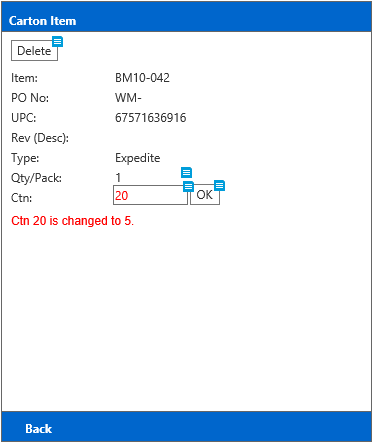 Carton Item
Delete
Item: BM10-042
PO No: WM-
UPC: 67571636916
Rev (Desc):
Type: Expedite
Qty/Pack: 1
Ctn: 20 OK
Ctn 20 is changed to 5.
Back